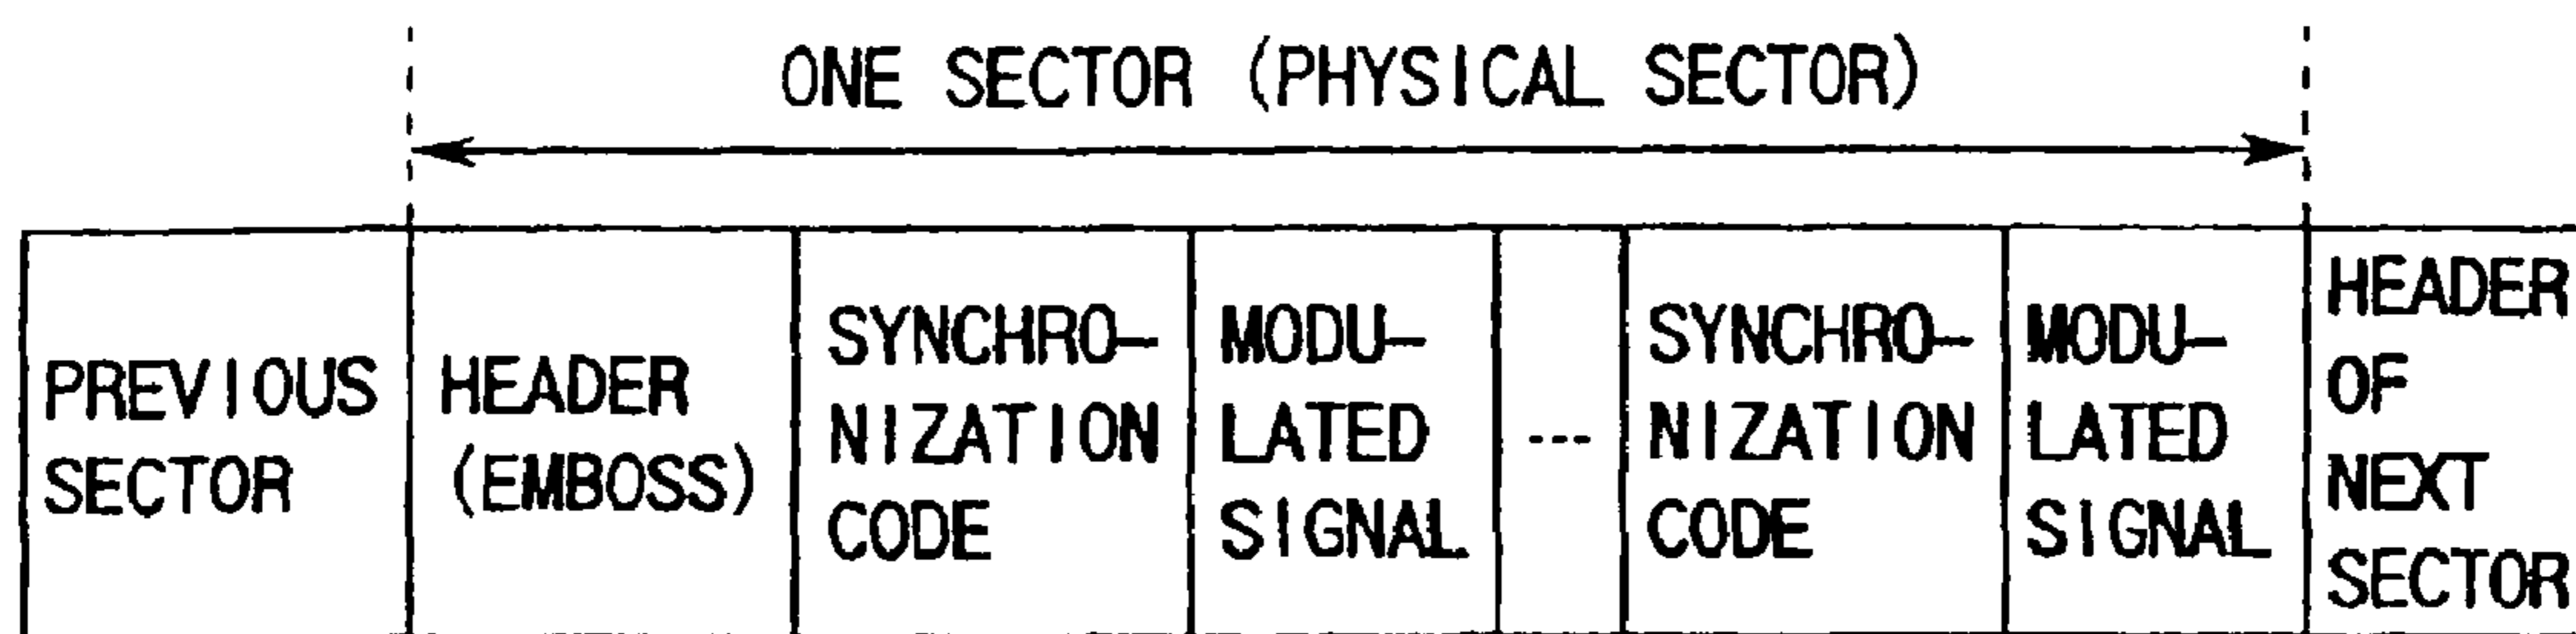 ONE SECTOR (PHYSICAL SECTOR)
PREVIOUS
SECTOR
HEADER
(EMBOSS)
SYNCHRO-
NIZATION
CODE
MODU-
LATED
SIGNAL
---
SYNCHRO-
NIZATION
CODE
MODU-
LATED
SIGNAL
HEADER
OF
NEXT
SECTOR